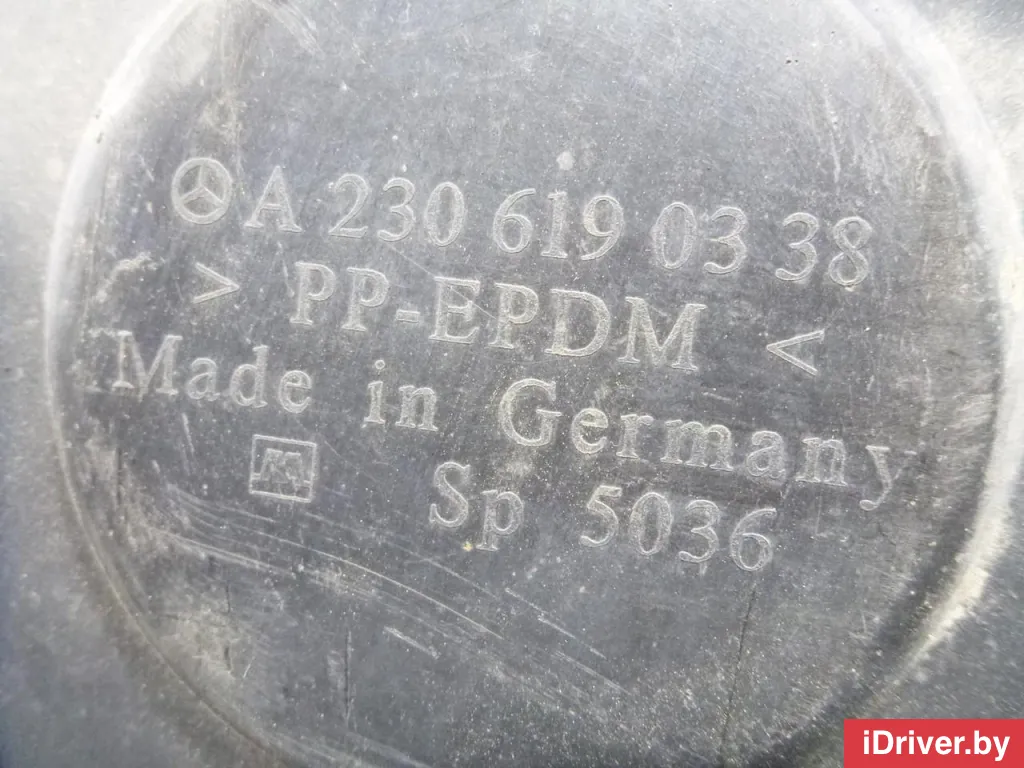 A 230 619 03 38
> PP-EPDM <
Made in Germany
Sp 5036
iDriver.by